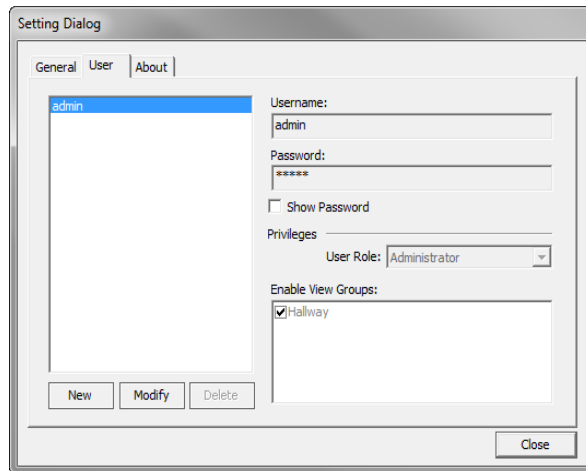 Setting Dialog
General User About
admin
Username:
admin
Password:
*****
Show Password
Privileges
User Role: Administrator
Enable View Groups:
Hallway
New Modify Delete
Close